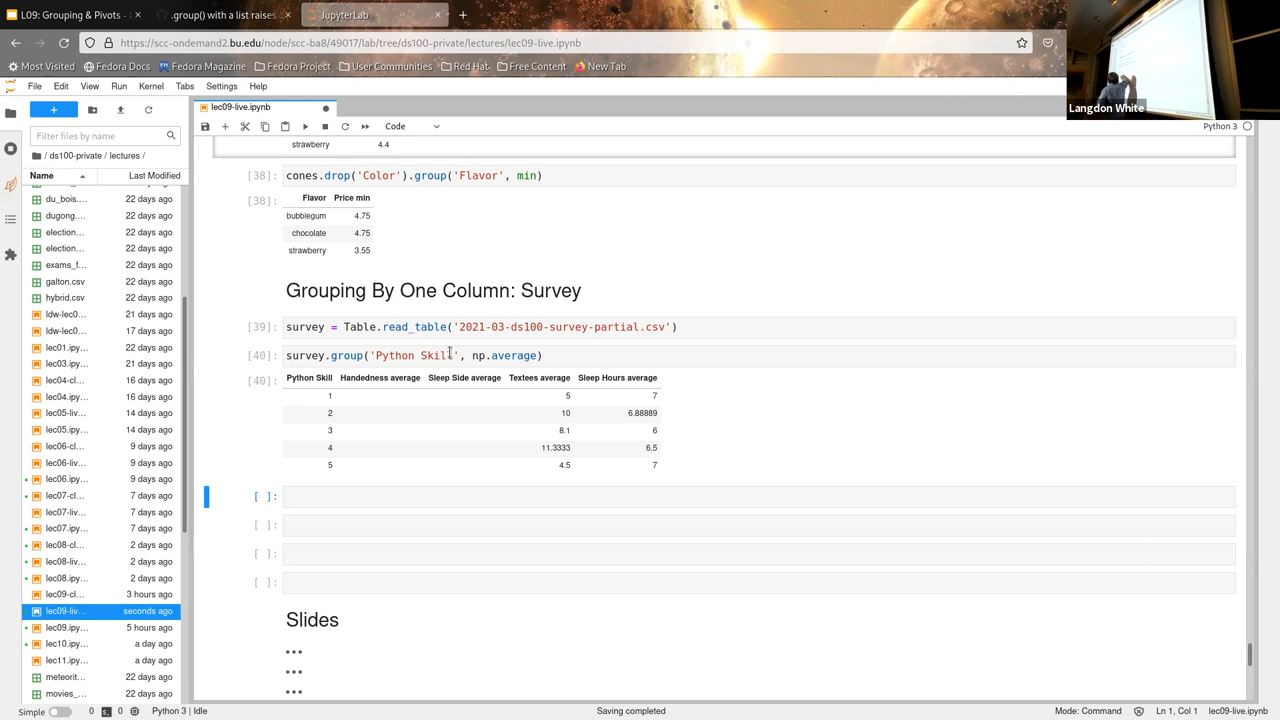 L09: Grouping & Pivots - ×
.group() with a list raises ×
JupyterLab ×
https://scc-ondemand2.bu.edu/node/scc-ba8/49017/lab/tree/ds100-private/lectures/lec09-live.ipynb
Most Visited Fedora Docs Fedora Magazine Fedora Project User Communities Red Hat Free Content New Tab
Langdon White
File Edit View Run Kernel Tabs Settings Help
lec09-live.ipynb
Filter files by name
Code
Python 3
/ ds100-private / lectures /
Name Last Modified
du_bois.... 22 days ago
dugong.... 22 days ago
election... 22 days ago
election... 22 days ago
exams_f... 22 days ago
galton.csv 22 days ago
hybrid.csv 22 days ago
ldw-lec0... 21 days ago
ldw-lec0... 17 days ago
lec01.ipy... 22 days ago
lec03.ipy... 21 days ago
lec04-cl... 16 days ago
lec04.ipy... 16 days ago
lec05-liv... 14 days ago
lec05.ipy... 14 days ago
lec06-cl... 9 days ago
lec06-liv... 9 days ago
lec06.ipy... 9 days ago
lec07-cl... 7 days ago
lec07-liv... 7 days ago
lec07.ipy... 7 days ago
lec08-cl... 2 days ago
lec08-liv... 2 days ago
lec08.ipy... 2 days ago
lec09-cl... 3 hours ago
lec09-liv... seconds ago
lec09.ipy... 5 hours ago
lec10.ipy... a day ago
lec11.ipy... a day ago
meteorit... 22 days ago
movies_... 22 days ago
strawberry 4.4
[38]: cones.drop('Color').group('Flavor', min)
[38]: Flavor Price min
bubblegum 4.75
chocolate 4.75
strawberry 3.55
Grouping By One Column: Survey
[39]: survey = Table.read_table('2021-03-ds100-survey-partial.csv')
[40]: survey.group('Python Skill', np.average)
[40]: Python Skill Handedness average Sleep Side average Textees average Sleep Hours average
1 5 7
2 10 6.88889
3 8.1 6
4 11.3333 6.5
5 4.5 7
[ ]:
[ ]:
[ ]:
[ ]:
Slides
•••
•••
•••
Simple 0 0 Python 3 | Idle Saving completed Mode: Command Ln 1, Col 1 lec09-live.ipynb